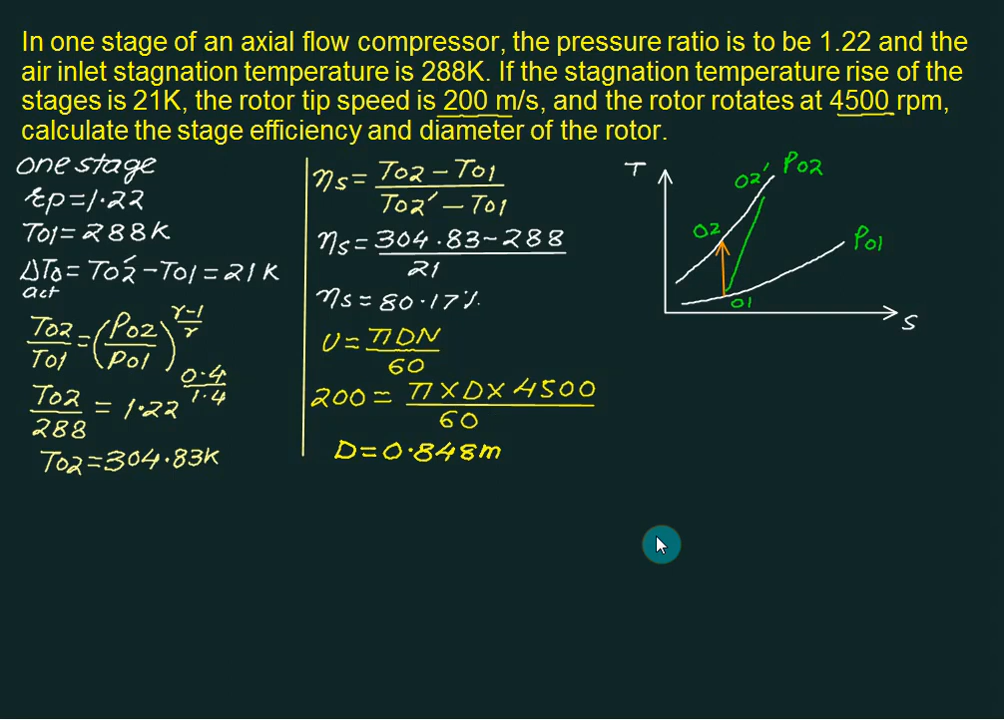 In one stage of an axial flow compressor, the pressure ratio is to be 1.22 and the
air inlet stagnation temperature is 288K. If the stagnation temperature rise of the
stages is 21K, the rotor tip speed is 200 m/s, and the rotor rotates at 4500 rpm,
calculate the stage efficiency and diameter of the rotor.
one stage
rp=1.22
T01=288K
ΔT0 = T02' - T01 = 21 K
act
T02/T01 = (P02/P01)^(γ-1)/γ
T02/288 = 1.22^0.4/1.4
T02=304.83K
ηs = T02 - T01 / T02' - T01
ηs = 304.83-288 / 21
ηs = 80.17%
U = πDN / 60
200 = π X D X 4500 / 60
D=0.848m
T
02'
P02
02
P01
01
S